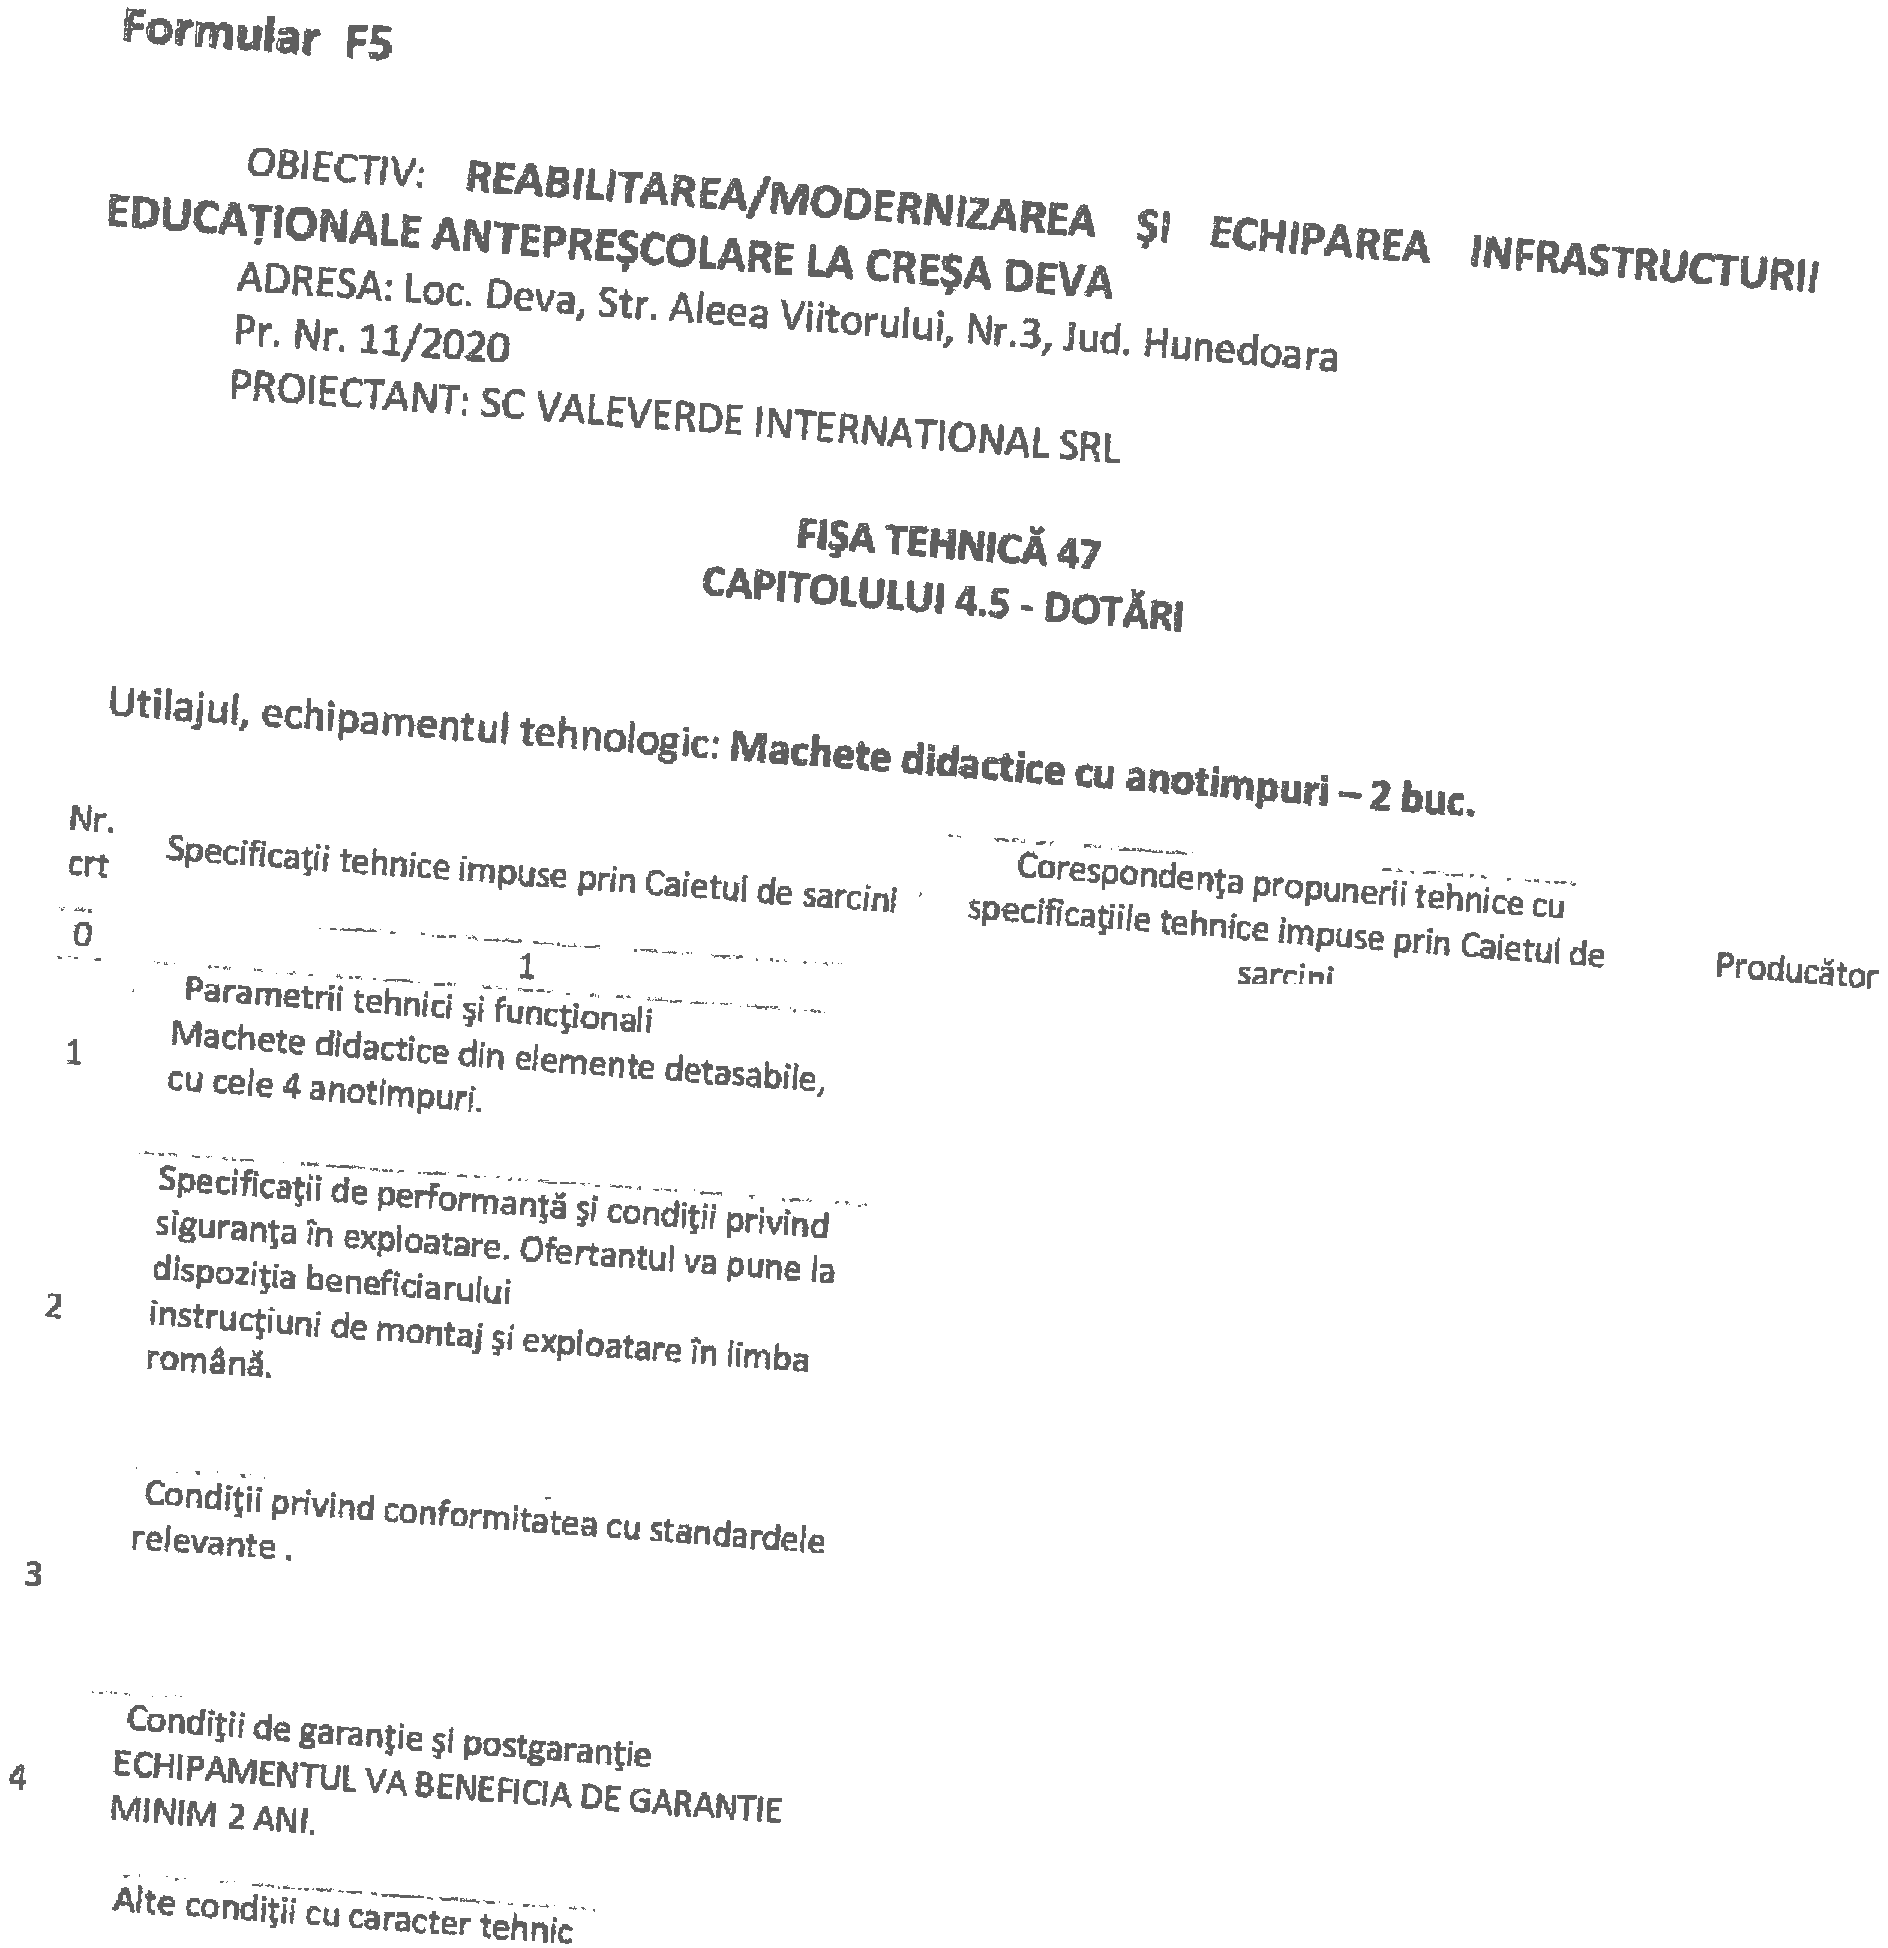 Formular F5
OBIECTIV: REABILITAREA/MODERNIZAREA ŞI ECHIPAREA INFRASTRUCTURII
EDUCAŢIONALE ANTEPREŞCOLARE LA CREŞA DEVA
ADRESA: Loc. Deva, Str. Aleea Viitorului, Nr.3, Jud. Hunedoara
Pr. Nr. 11/2020
PROIECTANT: SC VALEVERDE INTERNATIONAL SRL
FIŞA TEHNICĂ 47
CAPITOLULUI 4.5 - DOTĂRI
Utilajul, echipamentul tehnologic: Machete didactice cu anotimpuri – 2 buc.
Nr.
crt
Specificaţii tehnice impuse prin Caietul de sarcini
Corespondenţa propunerii tehnice cu
specificaţiile tehnice impuse prin Caietul de
sarcini
Producător
0
1
Parametrii tehnici şi funcţionali
1
Machete didactice din elemente detasabile,
cu cele 4 anotimpuri.
Specificaţii de performanţă şi condiţii privind
siguranţa în exploatare. Ofertantul va pune la
dispoziţia beneficiarului
2
instrucţiuni de montaj şi exploatare în limba
română.
Condiţii privind conformitatea cu standardele
relevante .
3
Condiţii de garanţie şi postgaranţie
4
ECHIPAMENTUL VA BENEFICIA DE GARANTIE
MINIM 2 ANI.
Alte condiţii cu caracter tehnic